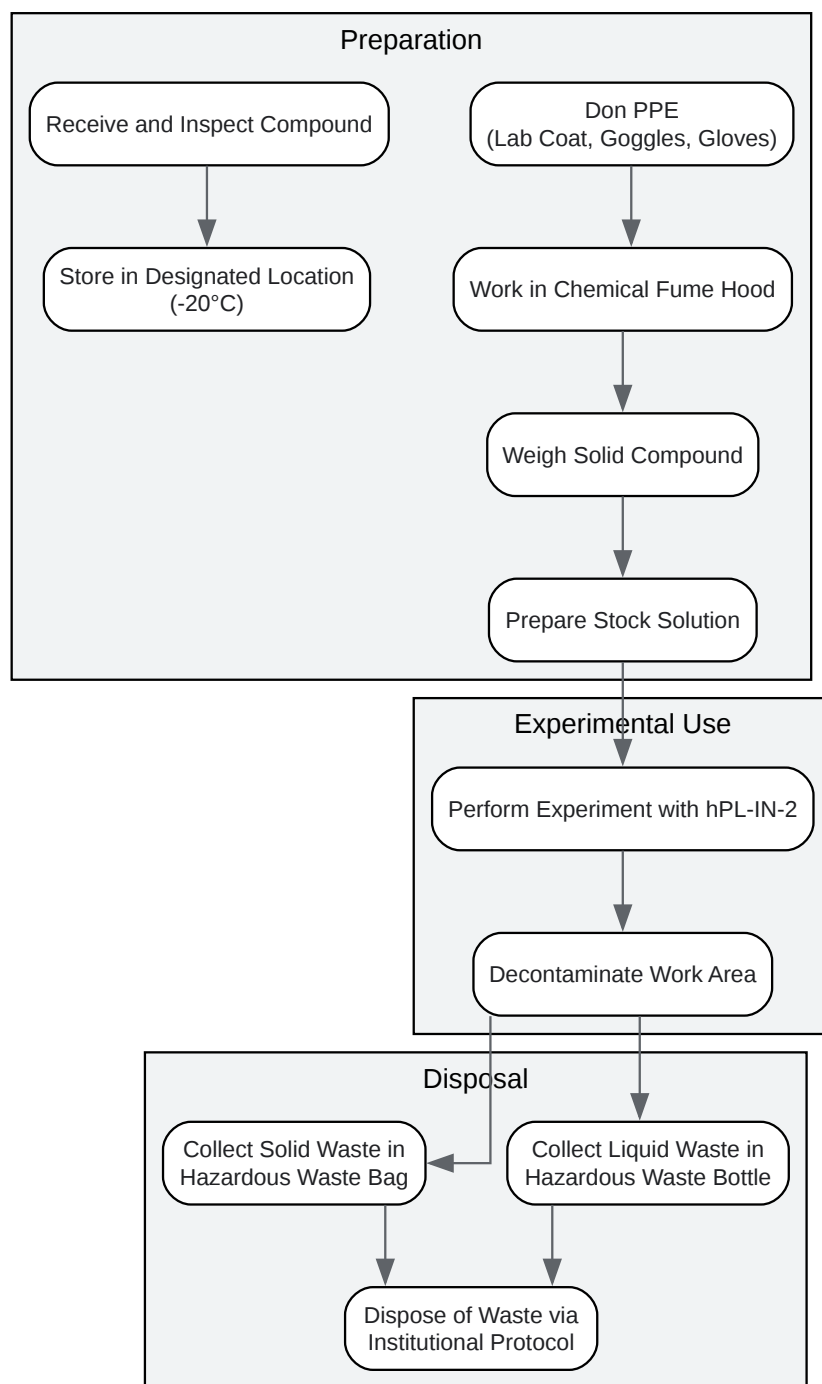 Preparation
Receive and Inspect Compound
Don PPE
(Lab Coat, Goggles, Gloves)
Store in Designated Location
(-20°C)
Work in Chemical Fume Hood
Weigh Solid Compound
Prepare Stock Solution
Experimental Use
Perform Experiment with hPL-IN-2
Decontaminate Work Area
Disposal
Collect Solid Waste in
Hazardous Waste Bag
Collect Liquid Waste in
Hazardous Waste Bottle
Dispose of Waste via
Institutional Protocol